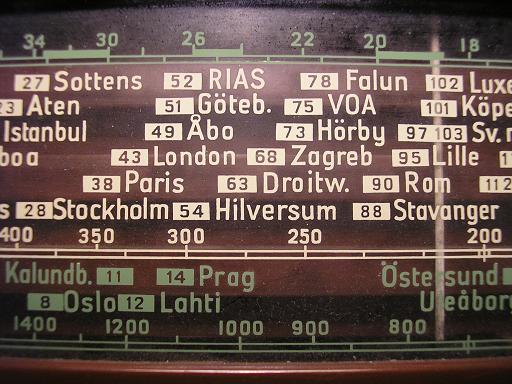 34 30 26 22 20 18
27 Sottens 52 RIAS 78 Falun 102 Luxe
23 Aten 51 Göteb. 75 VOA 101 Köpe
Istanbul 49 Åbo 73 Hörby 97 103 Sv.
boa 43 London 68 Zagreb 95 Lille
38 Paris 63 Droitw. 90 Rom 112
s 28 Stockholm 54 Hilversum 88 Stavanger
400 350 300 250 200
Kalundb. 11 14 Prag Östersund
8 Oslo 12 Lahti Uleåborg
1400 1200 1000 900 800